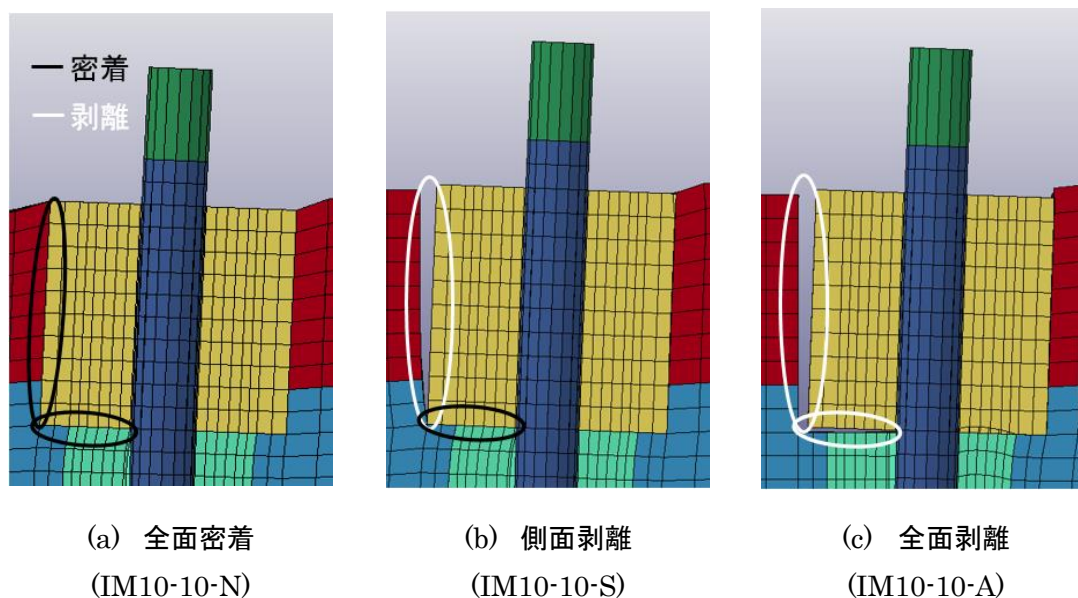 密着
剥離
(a) 全面密着
(IM10-10-N)
(b) 側面剥離
(IM10-10-S)
(c) 全面剥離
(IM10-10-A)